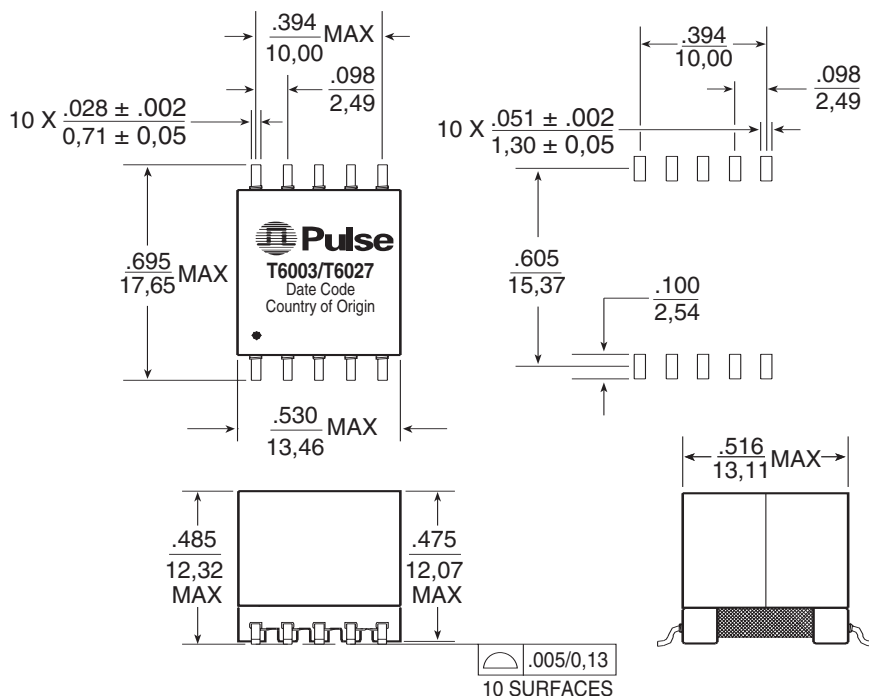 .394 MAX
10,00
.098
2,49
10 X .028 ± .002
0,71 ± 0,05
.695 MAX
17,65
Pulse
T6003/T6027
Date Code
Country of Origin
.530 MAX
13,46
.394
10,00
.098
2,49
10 X .051 ± .002
1,30 ± 0,05
.605
15,37
.100
2,54
.485
12,32
MAX
.475
12,07
MAX
.005/0,13
10 SURFACES
.516 MAX
13,11